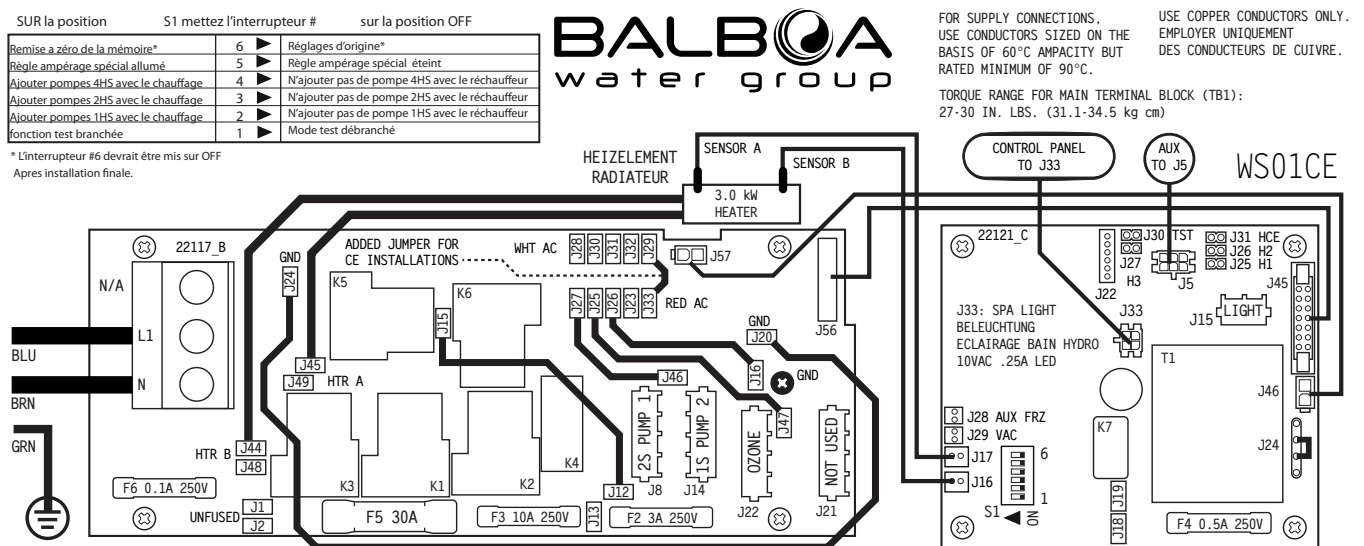 SUR la position S1 mettez l'interrupteur # sur la position OFF
Remise a zéro de la mémoire* 6 Réglages d'origine*
Règle ampérage spécial allumé 5 Règle ampérage spécial éteint
Ajouter pompes 4HS avec le chauffage 4 N'ajouter pas de pompe 4HS avec le réchauffeur
Ajouter pompes 2HS avec le chauffage 3 N'ajouter pas de pompe 2HS avec le réchauffeur
Ajouter pompes 1HS avec le chauffage 2 N'ajouter pas de pompe 1HS avec le réchauffeur
fonction test branchée 1 Mode test débranché
* L'interrupteur #6 devrait être mis sur OFF
Apres installation finale.
BALBOA
water group
FOR SUPPLY CONNECTIONS,
USE CONDUCTORS SIZED ON THE
BASIS OF 60°C AMPACITY BUT
RATED MINIMUM OF 90°C.
USE COPPER CONDUCTORS ONLY.
EMPLOYER UNIQUEMENT
DES CONDUCTEURS DE CUIVRE.
TORQUE RANGE FOR MAIN TERMINAL BLOCK (TB1):
27-30 IN. LBS. (31.1-34.5 kg cm)
HEIZELEMENT
RADIATEUR
SENSOR A
SENSOR B
3.0 kW
HEATER
CONTROL PANEL
TO J33
AUX
TO J5
WS01CE
22117_B
N/A
L1
N
BLU
BRN
GRN
GND
J24
ADDED JUMPER FOR
CE INSTALLATIONS
WHT AC
J28
J30
J31
J32
J29
J57
K5
K6
J15
J27
J25
J26
J23
J33
RED AC
J56
GND
J20
J45
J49
HTR A
J46
J16
GND
J47
J44
HTR B
J48
K3
K1
K2
K4
2S PUMP 1
J8
1S PUMP 2
J14
OZONE
J22
NOT USED
J21
J12
J13
F6 0.1A 250V
UNFUSED
J1
J2
F5 30A
F3 10A 250V
F2 3A 250V
22121_C
J30 TST
J27
H3
J22
J5
J31 HCE
J26 H2
J25 H1
J45
J33: SPA LIGHT
BELEUCHTUNG
ECLAIRAGE BAIN HYDRO
10VAC .25A LED
J33
J15
LIGHT
T1
J46
J28 AUX FRZ
J29 VAC
K7
J24
J17
J16
6
1
S1
ON
J19
J18
F4 0.5A 250V